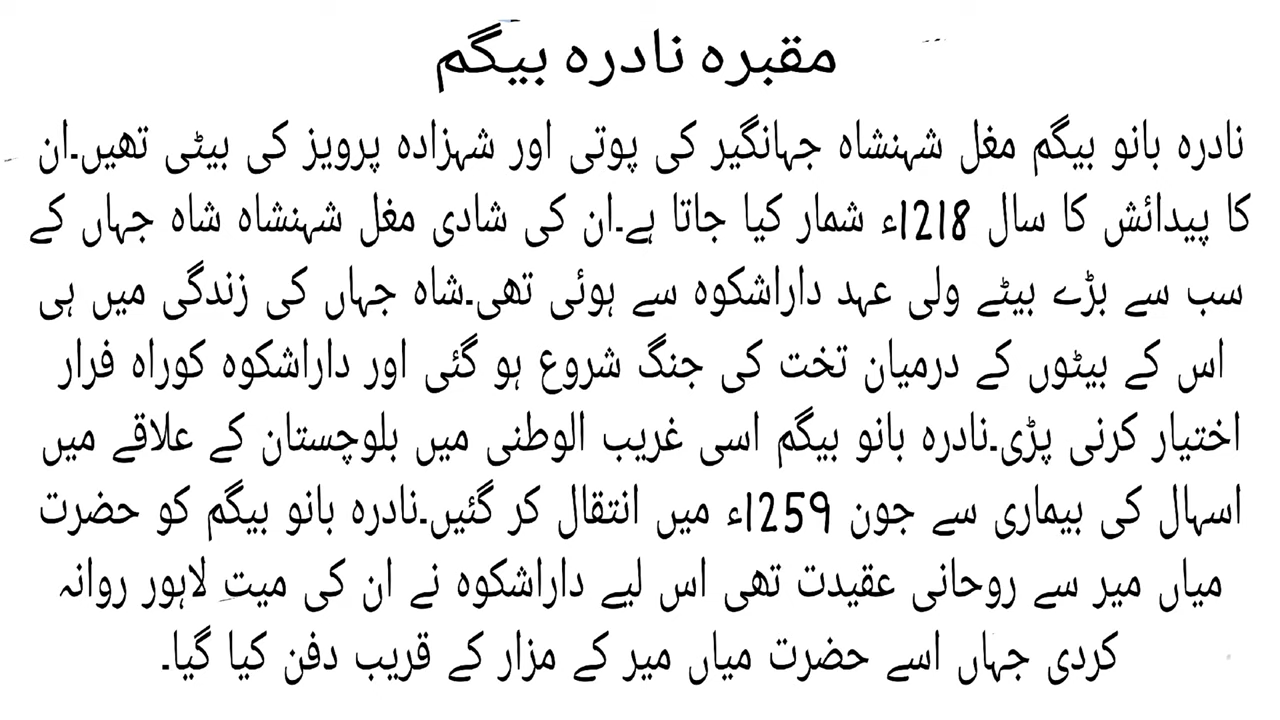 مقبرہ نادرہ بیگم
نادرہ بانو بیگم مغل شہنشاہ جہانگیر کی پوتی اور شہزادہ پرویز کی بیٹی تھیں۔ان
کا پیدائش کا سال 1218ء شمار کیا جاتا ہے۔ان کی شادی مغل شہنشاہ شاہ جہاں کے
سب سے بڑے بیٹے ولی عہد داراشکوہ سے ہوئی تھی۔شاہ جہاں کی زندگی میں ہی
اس کے بیٹوں کے درمیان تخت کی جنگ شروع ہو گئی اور داراشکوہ کوراہ فرار
اختیار کرنی پڑی۔نادرہ بانو بیگم اسی غریب الوطنی میں بلوچستان کے علاقے میں
اسہال کی بیماری سے جون 1259ء میں انتقال کر گئیں۔نادرہ بانو بیگم کو حضرت
میاں میر سے روحانی عقیدت تھی اس لیے داراشکوہ نے ان کی میت لاہور روانہ
کردی جہاں اسے حضرت میاں میر کے مزار کے قریب دفن کیا گیا۔